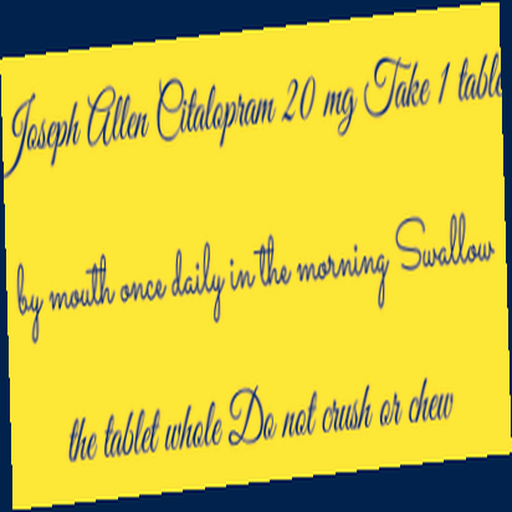 Joseph Allen Citalopram 20 mg Take 1 table
by mouth once daily in the morning Swallow
the tablet whole Do not crush or chew